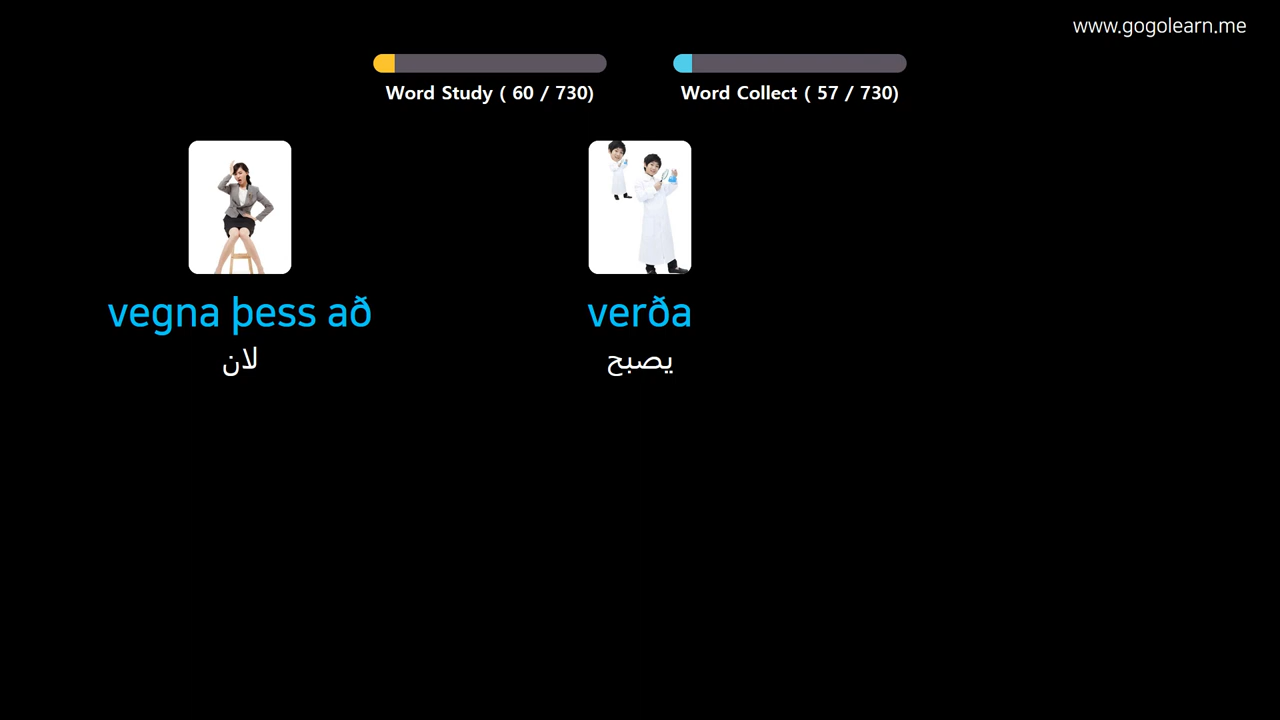 www.gogolearn.me
Word Study ( 60 / 730)
Word Collect ( 57 / 730)
vegna þess að
لان
verða
يصبح